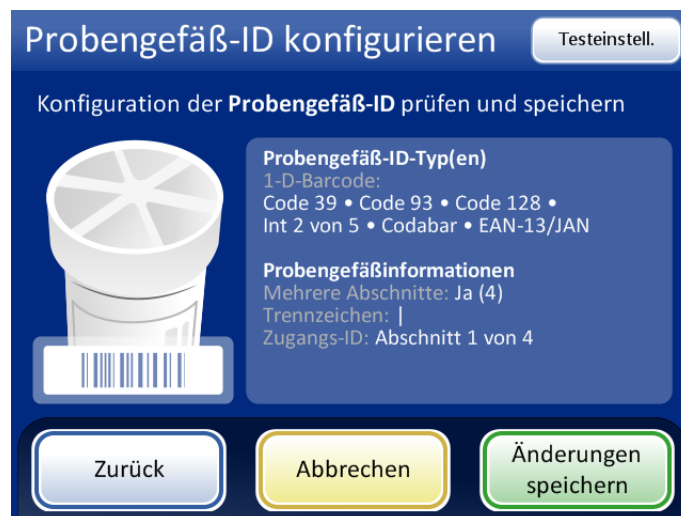 Probengefäß-ID konfigurieren
Testeinstell.
Konfiguration der Probengefäß-ID prüfen und speichern
Probengefäß-ID-Typ(en)
1-D-Barcode:
Code 39 • Code 93 • Code 128 •
Int 2 von 5 • Codabar • EAN-13/JAN
Probengefäßinformationen
Mehrere Abschnitte: Ja (4)
Trennzeichen: |
Zugangs-ID: Abschnitt 1 von 4
Zurück
Abbrechen
Änderungen
speichern